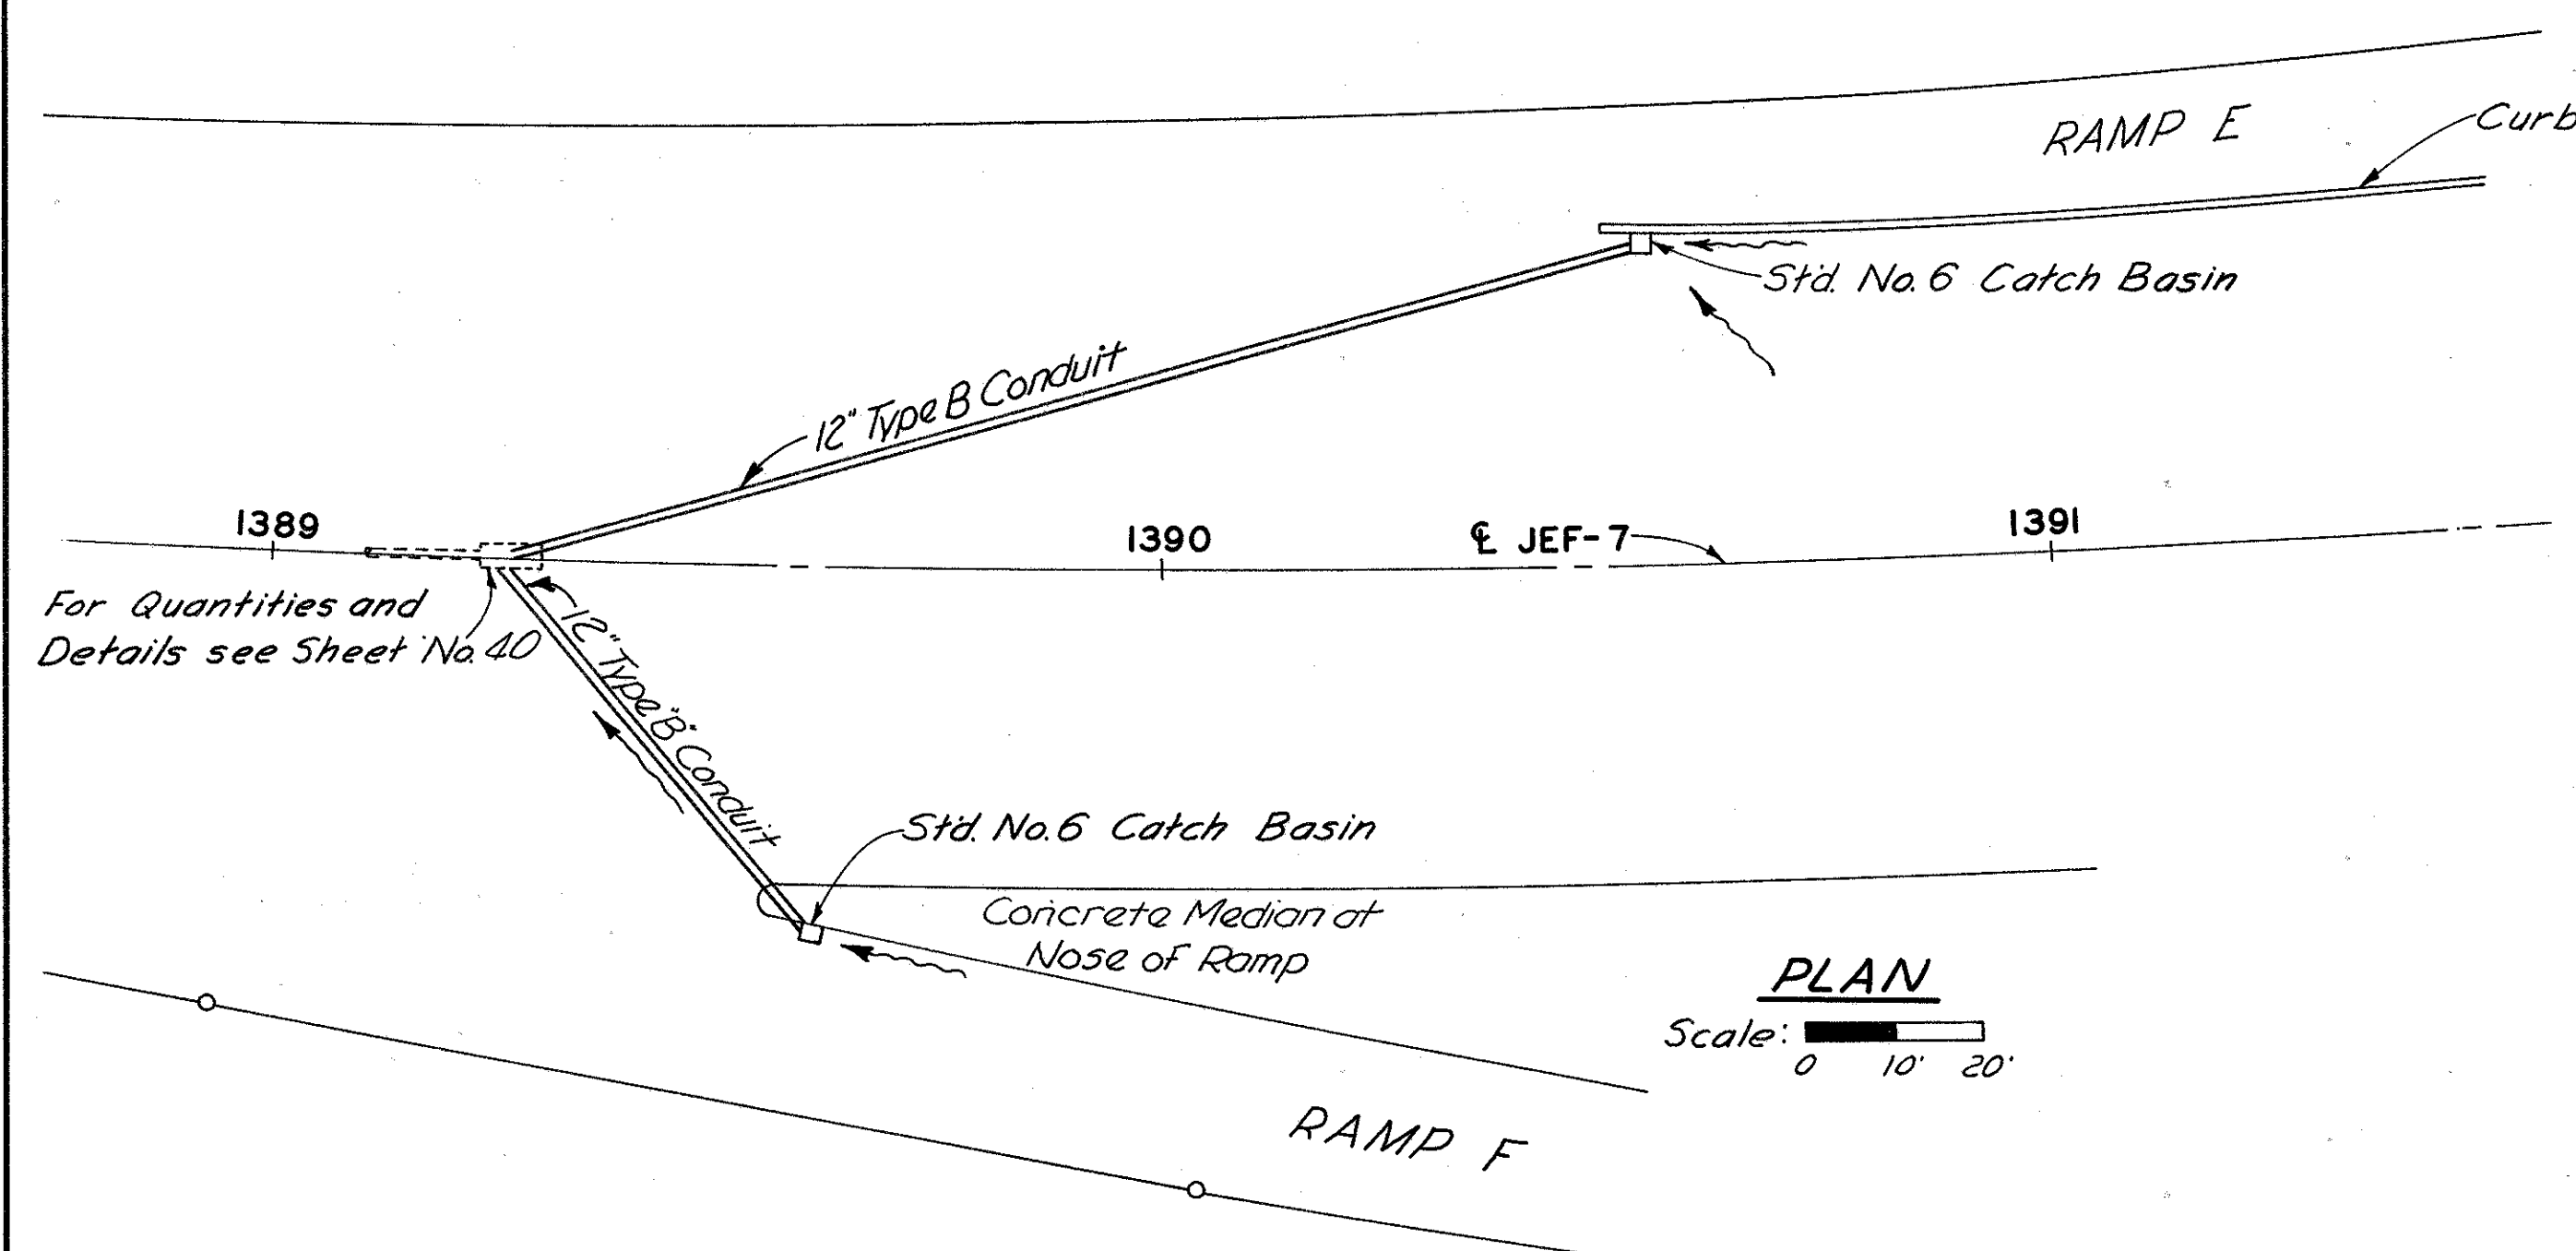 RAMP E
Curb
Std. No. 6 Catch Basin
12" Type B Conduit
1389
1390
℄ JEF-7
1391
For Quantities and
Details see Sheet No. 40
12" Type "B" Conduit
Std. No. 6 Catch Basin
Concrete Median at
Nose of Ramp
PLAN
Scale:
0 10' 20'
RAMP F